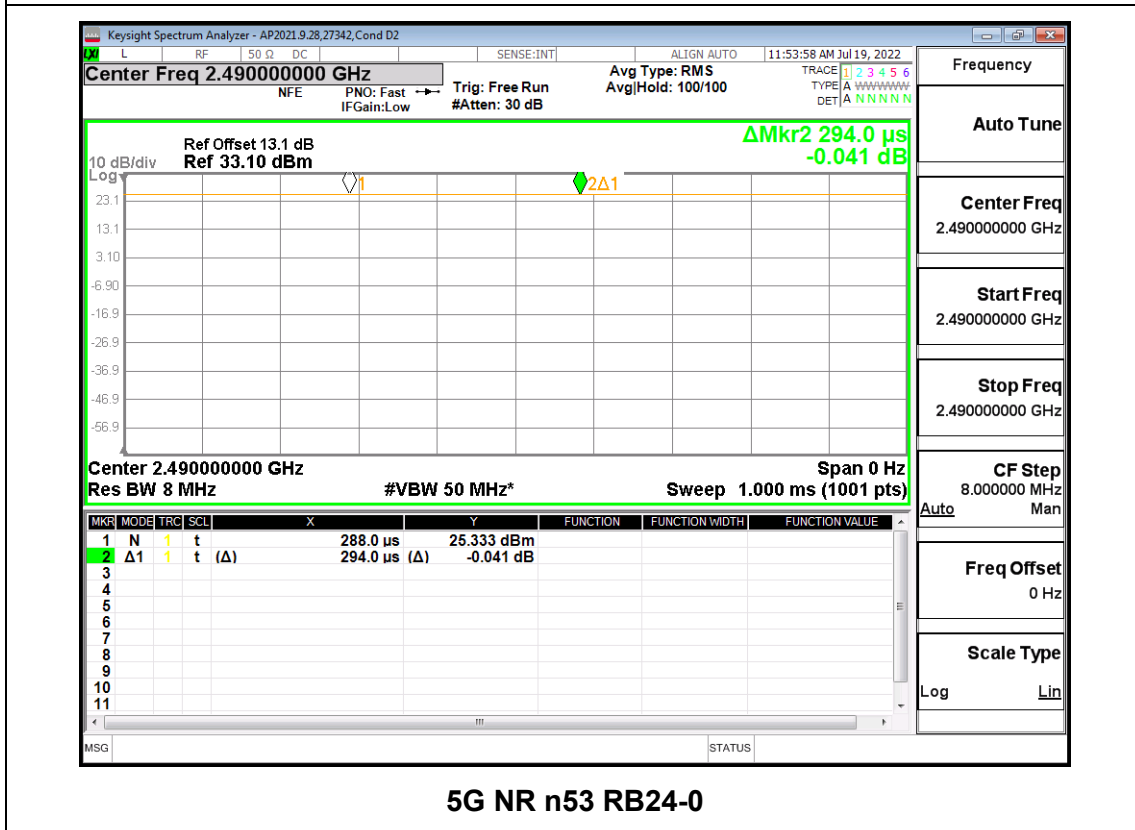 Keysight Spectrum Analyzer - AP2021.9.28,27342,Cond D2
LXI L RF 50 Ω DC SENSE:INT ALIGN AUTO 11:53:58 AM Jul 19, 2022
Center Freq 2.490000000 GHz
NFE
PNO: Fast
IFGain:Low
Trig: Free Run
#Atten: 30 dB
Avg Type: RMS
Avg|Hold: 100/100
TRACE 1 2 3 4 5 6
TYPE A WWWWW
DET A N N N N N
ΔMkr2 294.0 µs
-0.041 dB
Ref Offset 13.1 dB
10 dB/div Ref 33.10 dBm
Log
1
2Δ1
23.1
13.1
3.10
-6.90
-16.9
-26.9
-36.9
-46.9
-56.9
Center 2.490000000 GHz Span 0 Hz
Res BW 8 MHz #VBW 50 MHz* Sweep 1.000 ms (1001 pts)
MKR MODE TRC SCL X Y FUNCTION FUNCTION WIDTH FUNCTION VALUE
1 N 1 t 288.0 µs 25.333 dBm
2 Δ1 1 t (Δ) 294.0 µs (Δ) -0.041 dB
3
4
5
6
7
8
9
10
11
MSG STATUS
Frequency
Auto Tune
Center Freq
2.490000000 GHz
Start Freq
2.490000000 GHz
Stop Freq
2.490000000 GHz
CF Step
8.000000 MHz
Auto Man
Freq Offset
0 Hz
Scale Type
Log Lin
5G NR n53 RB24-0